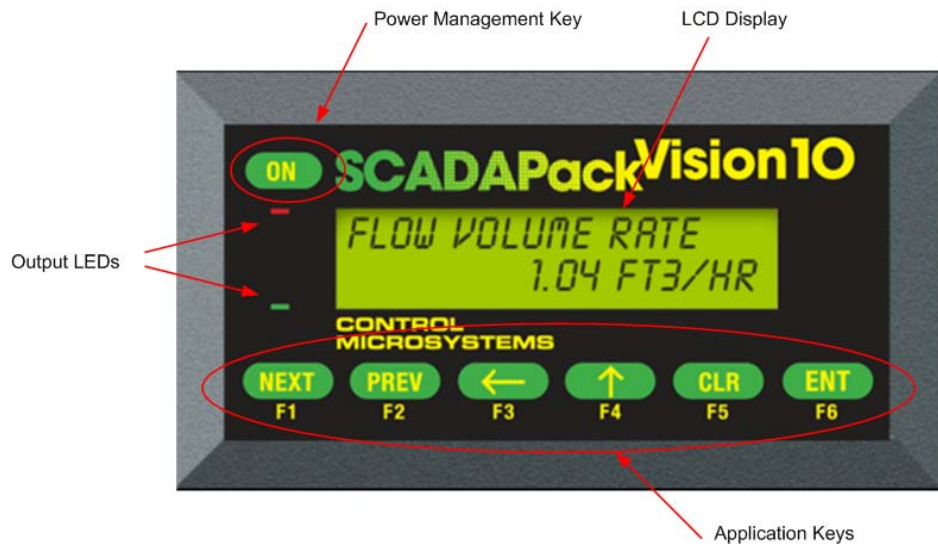 Power Management Key
LCD Display
ON
SCADAPack Vision10
Output LEDs
FLOW VOLUME RATE
1.04 FT3/HR
CONTROL
MICROSYSTEMS
NEXT PREV ← ↑ CLR ENT
F1 F2 F3 F4 F5 F6
Application Keys